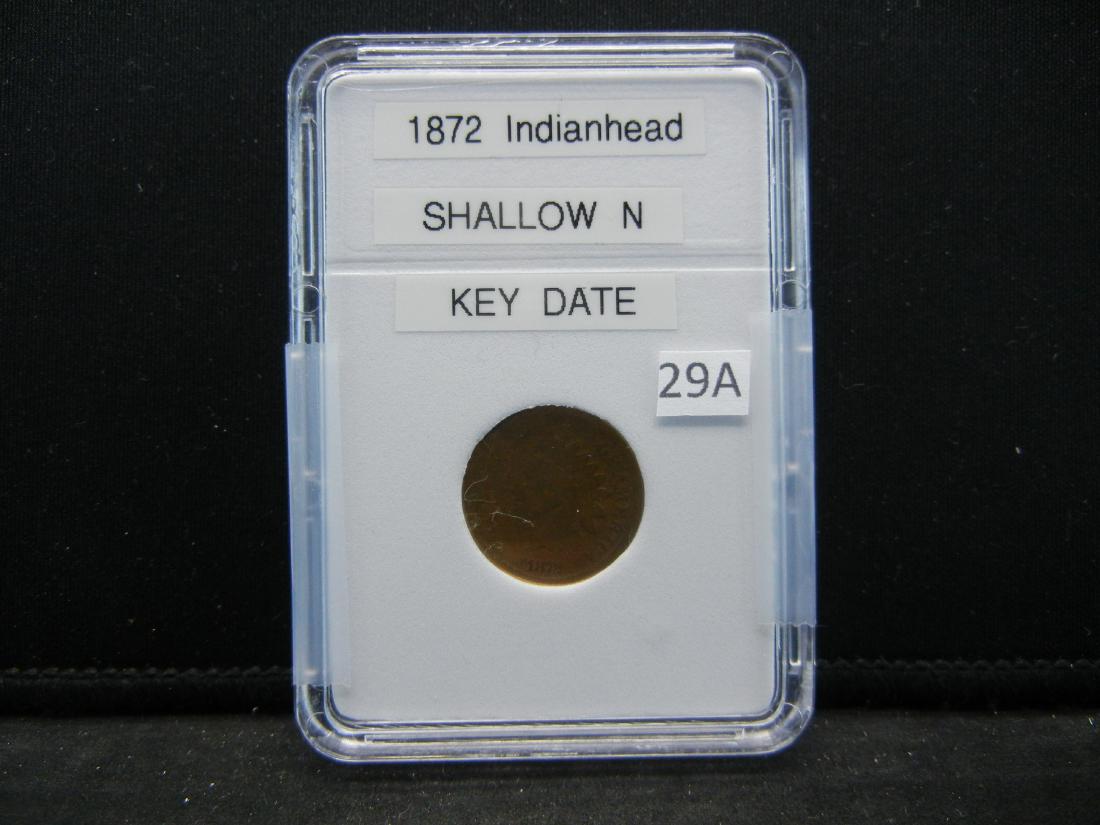 1872 Indianhead
SHALLOW N
KEY DATE
29A